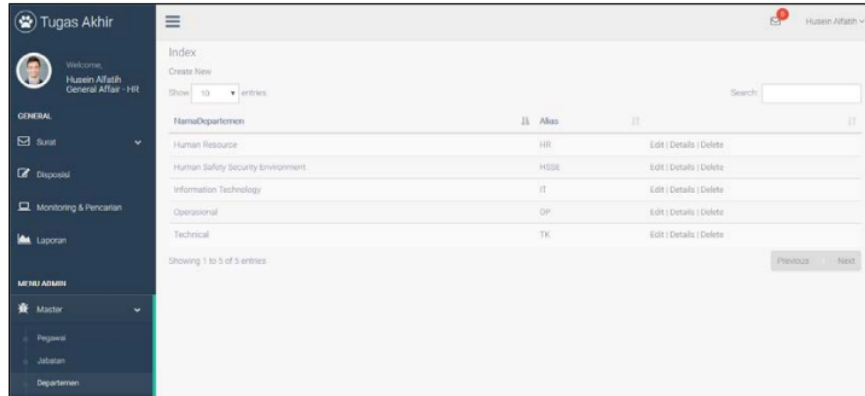 Tugas Akhir
0
Husein Alfatih
Welcome,
Husein Alfatih
General Affair - HR
GENERAL
Surat
Disposisi
Monitoring & Pencarian
Laporan
MENU ADMIN
Master
Pegawai
Jabatan
Departemen
Index
Create New
Show 10 entries
Search:
NamaDepartemen Alias
Human Resource HR Edit | Details | Delete
Human Safety Security Environment HSSE Edit | Details | Delete
Information Technology IT Edit | Details | Delete
Operasional OP Edit | Details | Delete
Technical TK Edit | Details | Delete
Showing 1 to 5 of 5 entries
Previous 1 Next